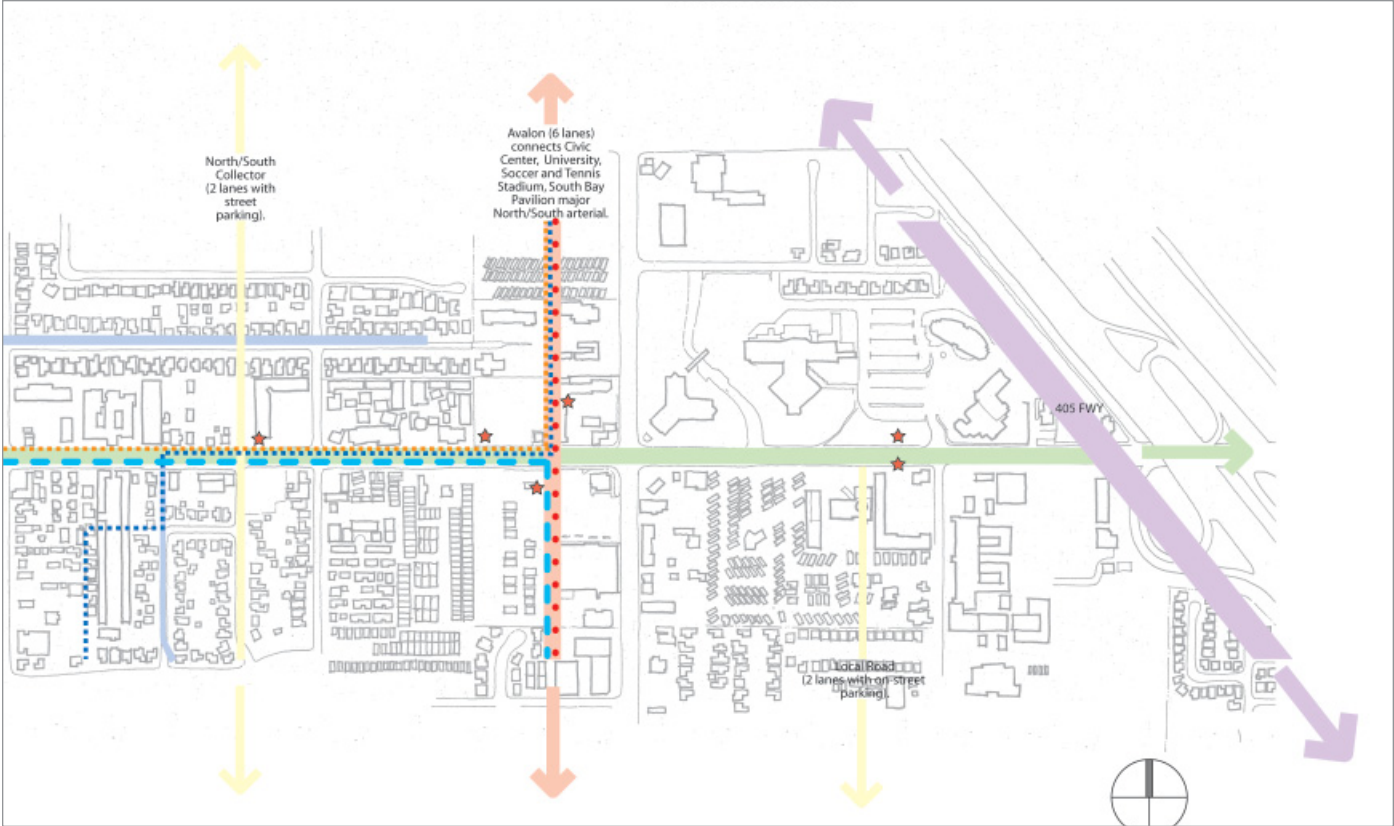 North/South
Collector
(2 lanes with
street
parking).
Avalon (6 lanes)
connects Civic
Center, University,
Soccer and Tennis
Stadium, South Bay
Pavilion major
North/South arterial.
405 FWY
Local Road
(2 lanes with on-street
parking).